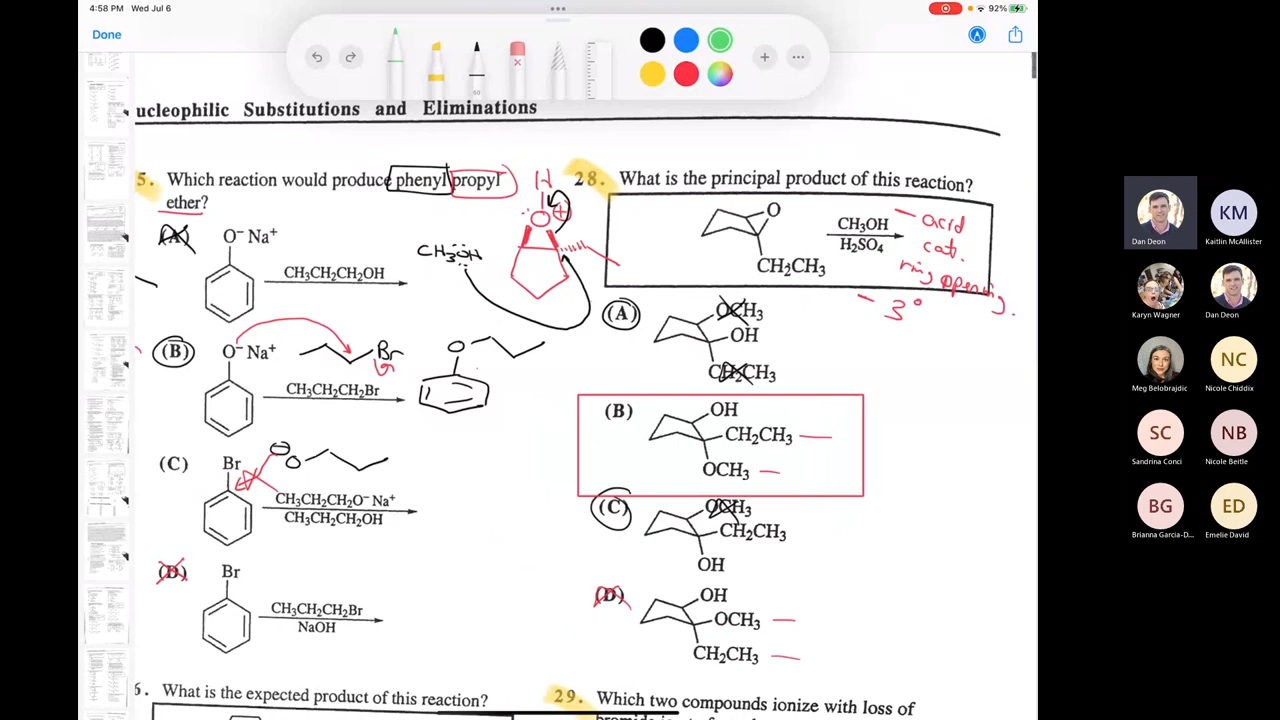 4:58 PM Wed Jul 6
92%
Done
ucleophilic Substitutions and Eliminations
5. Which reaction would produce phenyl propyl
ether?
(A)
O⁻ Na⁺
CH3CH2CH2OH
(B)
O⁻ Na⁺
Br
CH3CH2CH2Br
O
(C)
Br
O
CH3CH2CH2O⁻ Na⁺
CH3CH2CH2OH
(D)
Br
CH3CH2CH2Br
NaOH
6. What is the expected product of this reaction?
H
O +
CH3OH
28. What is the principal product of this reaction?
O
CH2CH3
CH3OH
H2SO4
acid
cat.
ring opening.
3°
(A)
OCH3
OH
CH2CH3
(B)
OH
CH2CH3
OCH3
(C)
OCH3
CH2CH3
OH
(D)
OH
OCH3
CH2CH3
29. Which two compounds ionize with loss of
Dan Deon
KM
Kaitlin McAllister
Karyn Wagner
Dan Deon
Meg Belobrajdic
NC
Nicole Chiddix
SC
Sandrina Conci
NB
Nicole Beitle
BG
Brianna Garcia-D...
ED
Emelie David